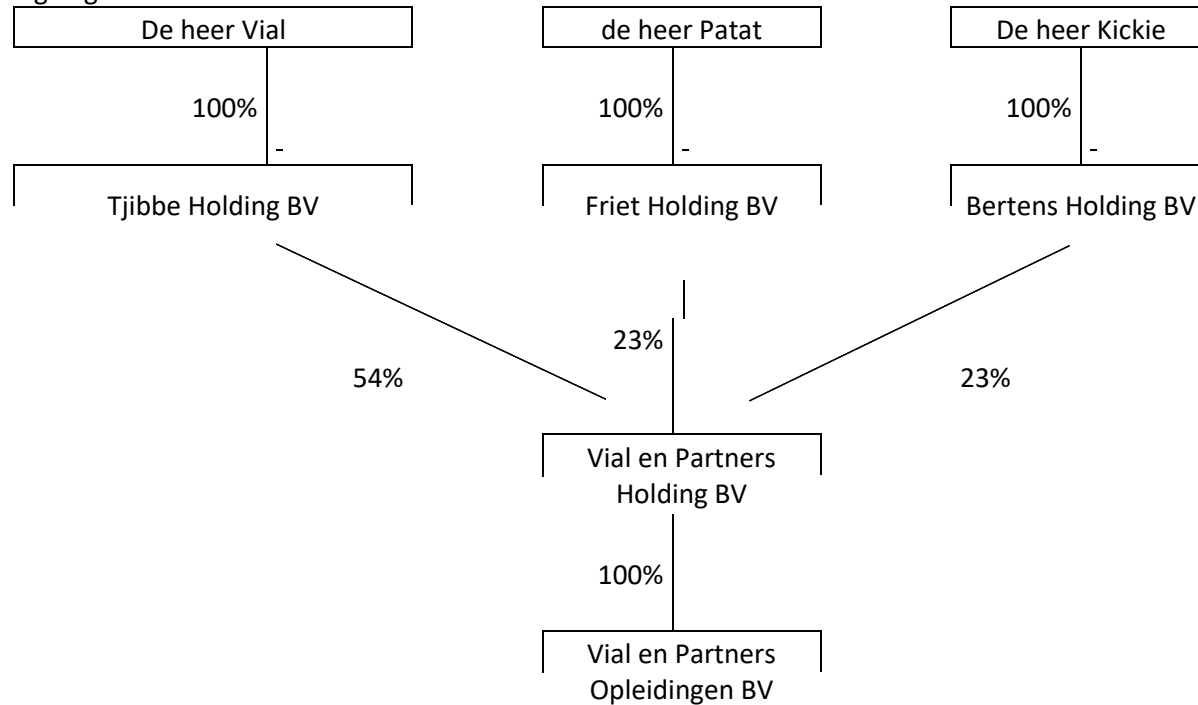 De heer Vial
de heer Patat
De heer Kickie
100%
100%
100%
-
-
-
Tjibbe Holding BV
Friet Holding BV
Bertens Holding BV
23%
54%
23%
Vial en Partners
Holding BV
100%
Vial en Partners
Opleidingen BV